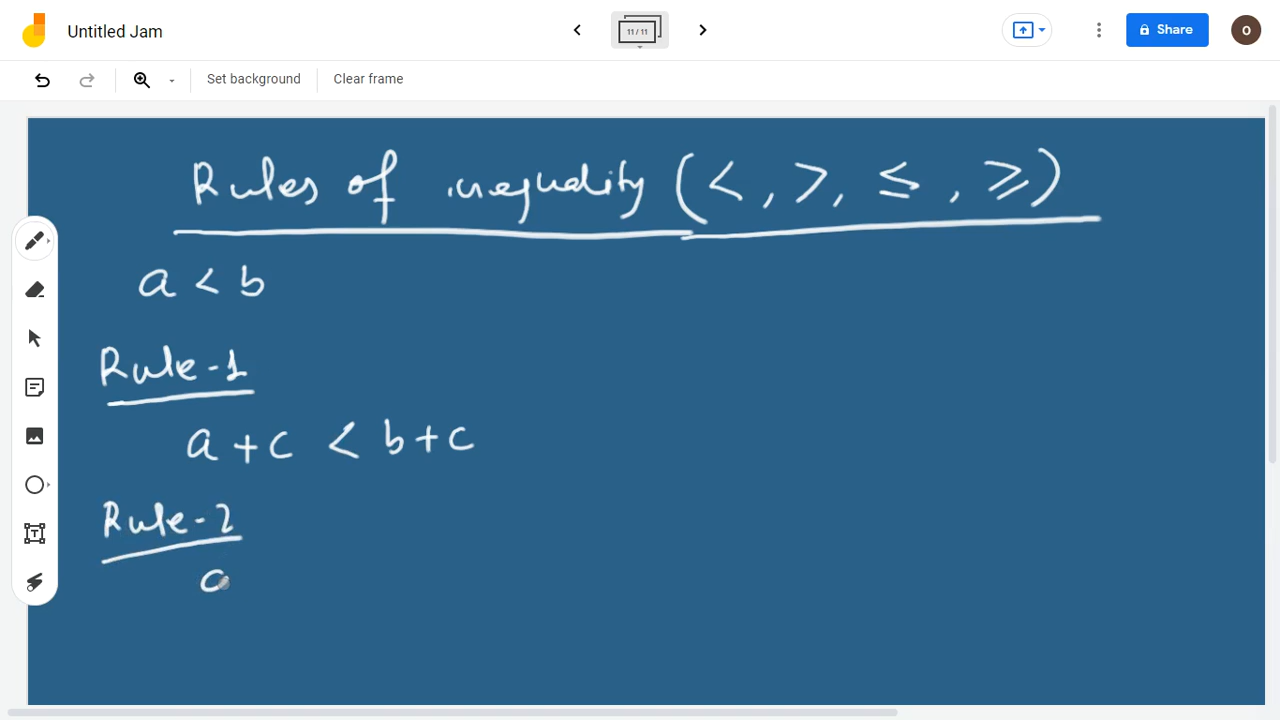 Untitled Jam
11 / 11
Share
O
Set background
Clear frame
Rules of inequality (<, >, ≤, ≥)
a < b
Rule-1
a + c < b + c
Rule-2
a
T